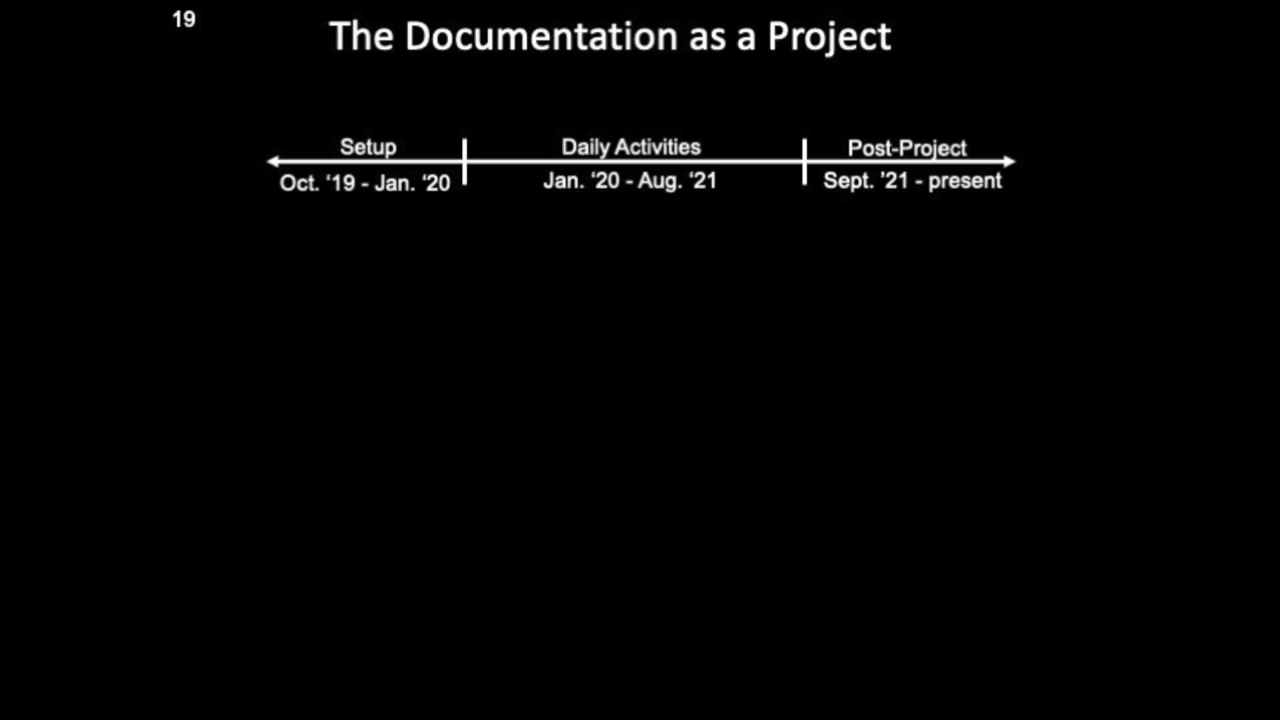 19
The Documentation as a Project
Setup
Daily Activities
Post-Project
Oct. ‘19 - Jan. ‘20
Jan. ‘20 - Aug. ‘21
Sept. ’21 - present